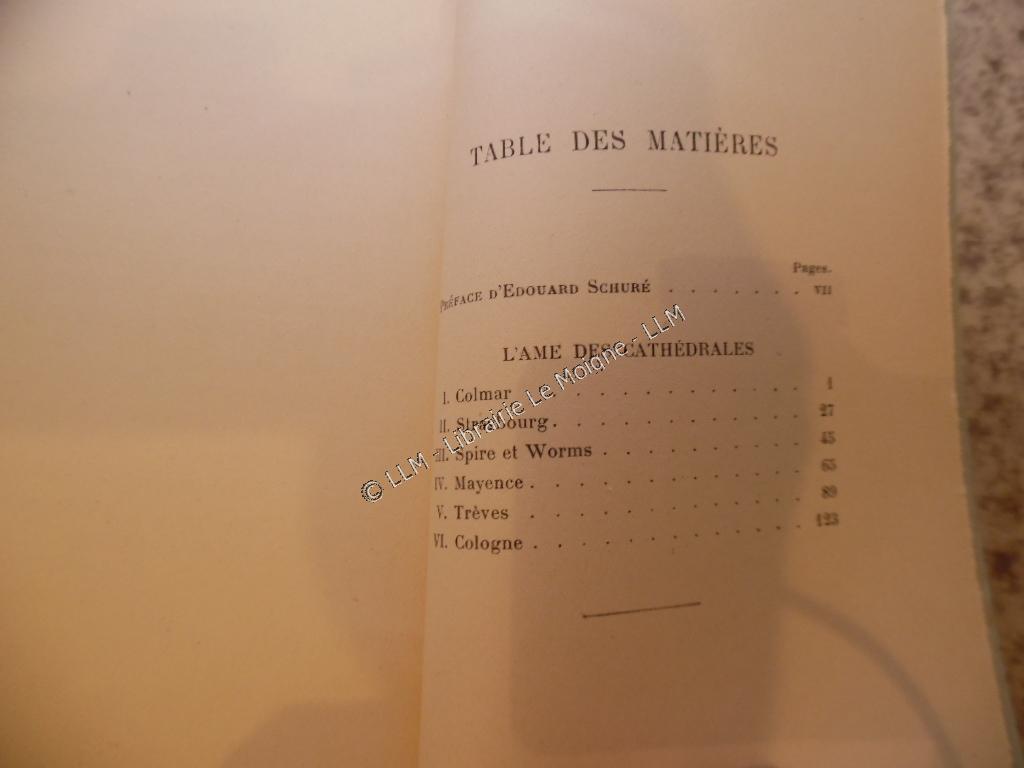 TABLE DES MATIÈRES
Pages.
PRÉFACE D'EDOUARD SCHURÉ . . . . . . . VII
L'AME DES CATHÉDRALES
I. Colmar . . . . . . . . . . . . 1
II. Strasbourg . . . . . . . . . . . 27
III. Spire et Worms . . . . . . . . . 45
IV. Mayence . . . . . . . . . . . . 65
V. Trèves . . . . . . . . . . . . 89
VI. Cologne . . . . . . . . . . . . 123
© LLM - Librairie Le Moigne - LLM